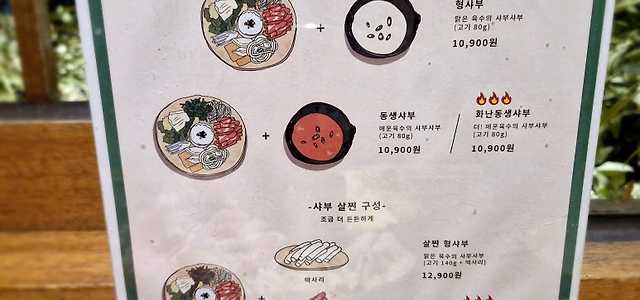 형샤부
맑은 육수의 샤부샤부
(고기 80g)
10,900원
동생샤부
매운육수의 샤부샤부
(고기 80g)
10,900원
화난동생샤부
더! 매운육수의 샤부샤부
(고기 80g)
10,900원
-샤부 살찐 구성-
조금 더 든든하게
살찐 형샤부
맑은 육수의 샤부샤부
(고기 140g + 떡사리)
12,900원
떡사리